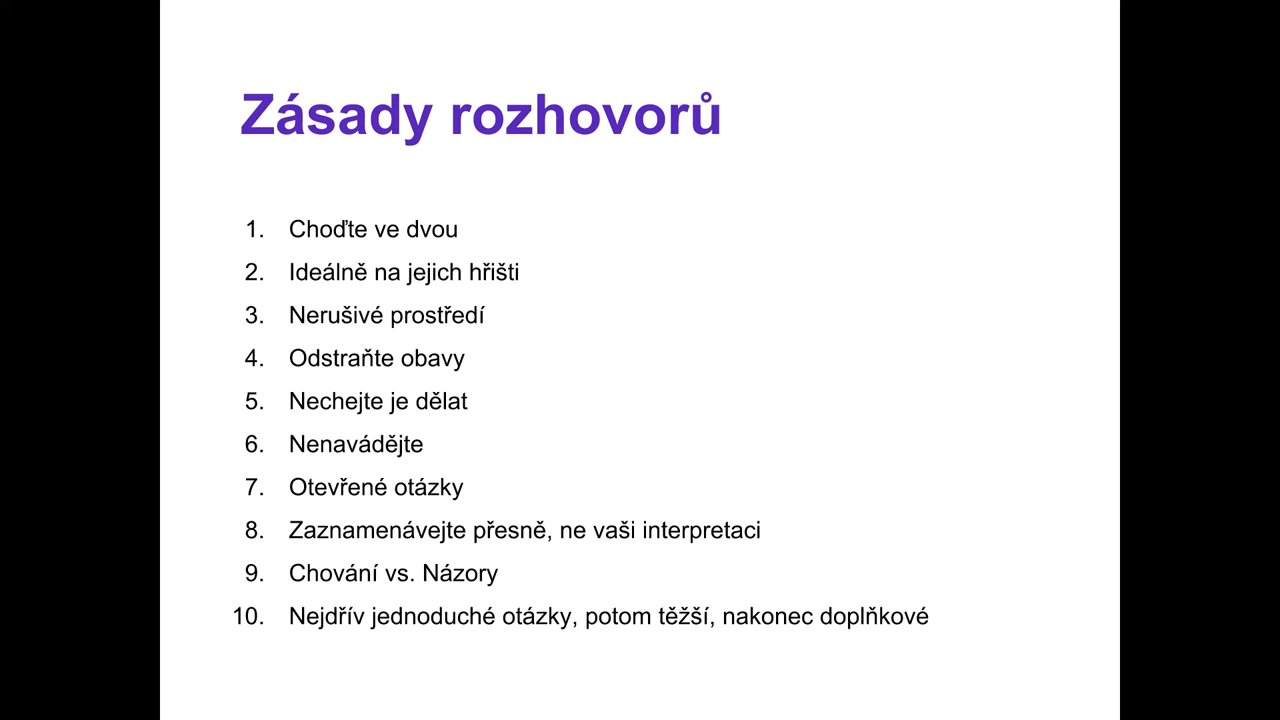 Zásady rozhovorů
1. Choďte ve dvou
2. Ideálně na jejich hřišti
3. Nerušivé prostředí
4. Odstraňte obavy
5. Nechejte je dělat
6. Nenavádějte
7. Otevřené otázky
8. Zaznamenávejte přesně, ne vaši interpretaci
9. Chování vs. Názory
10. Nejdřív jednoduché otázky, potom těžší, nakonec doplňkové